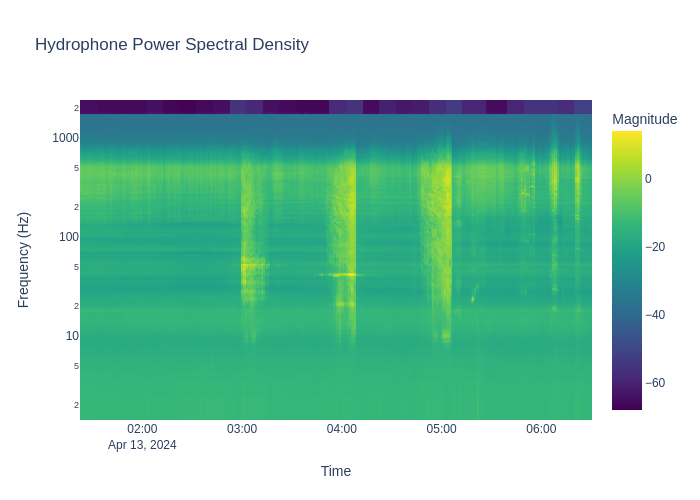 Hydrophone Power Spectral Density
Magnitude
2
1000
5
2
100
5
2
10
5
2
Frequency (Hz)
0
−20
−40
−60
02:00 03:00 04:00 05:00 06:00
Apr 13, 2024
Time